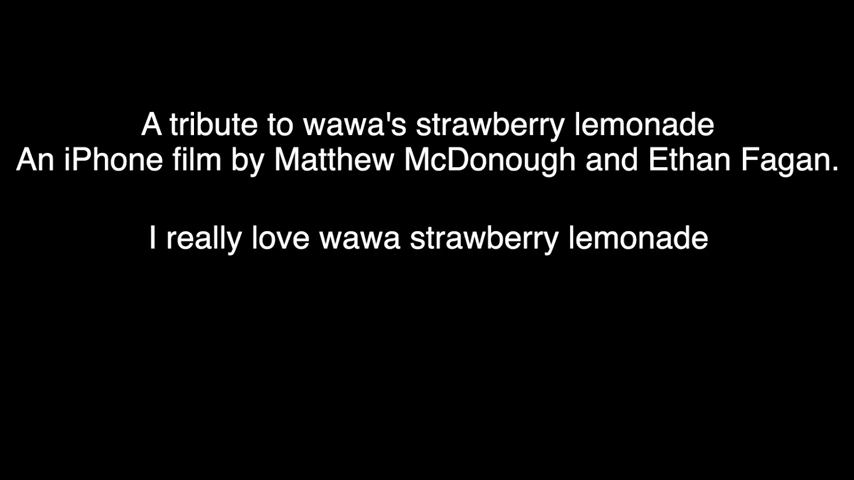 A tribute to wawa's strawberry lemonade
An iPhone film by Matthew McDonough and Ethan Fagan.
I really love wawa strawberry lemonade